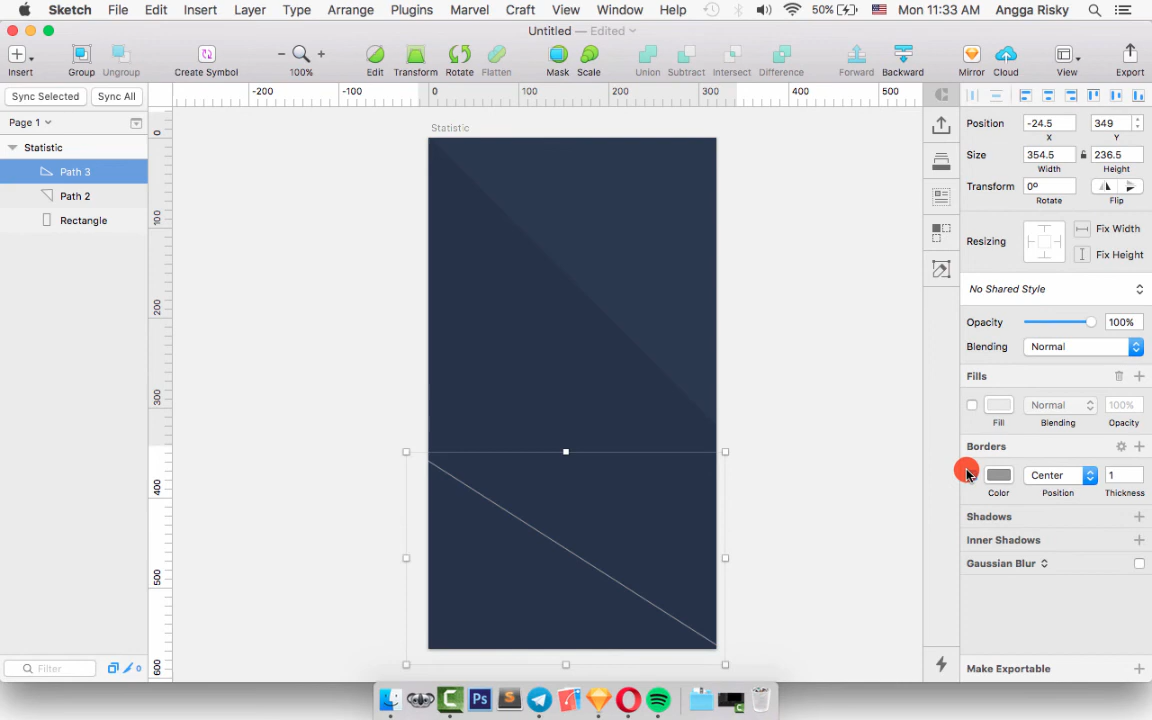 Sketch File Edit Insert Layer Type Arrange Plugins Marvel Craft View Window Help 50% Mon 11:33 AM Angga Risky
Untitled — Edited
Insert Group Ungroup Create Symbol 100% Edit Transform Rotate Flatten Mask Scale Union Subtract Intersect Difference Forward Backward Mirror Cloud View Export
Sync Selected Sync All
-200 -100 0 100 200 300 400 500
Page 1
Statistic
Path 3
Path 2
Rectangle
Filter 0
0
100
200
300
400
500
600
Statistic
Position -24.5 349
X Y
Size 354.5 236.5
Width Height
Transform 0º
Rotate Flip
Resizing Fix Width
Fix Height
No Shared Style
Opacity 100%
Blending Normal
Fills
Normal 100%
Fill Blending Opacity
Borders
Center 1
Color Position Thickness
Shadows
Inner Shadows
Gaussian Blur
Make Exportable
Ps
S